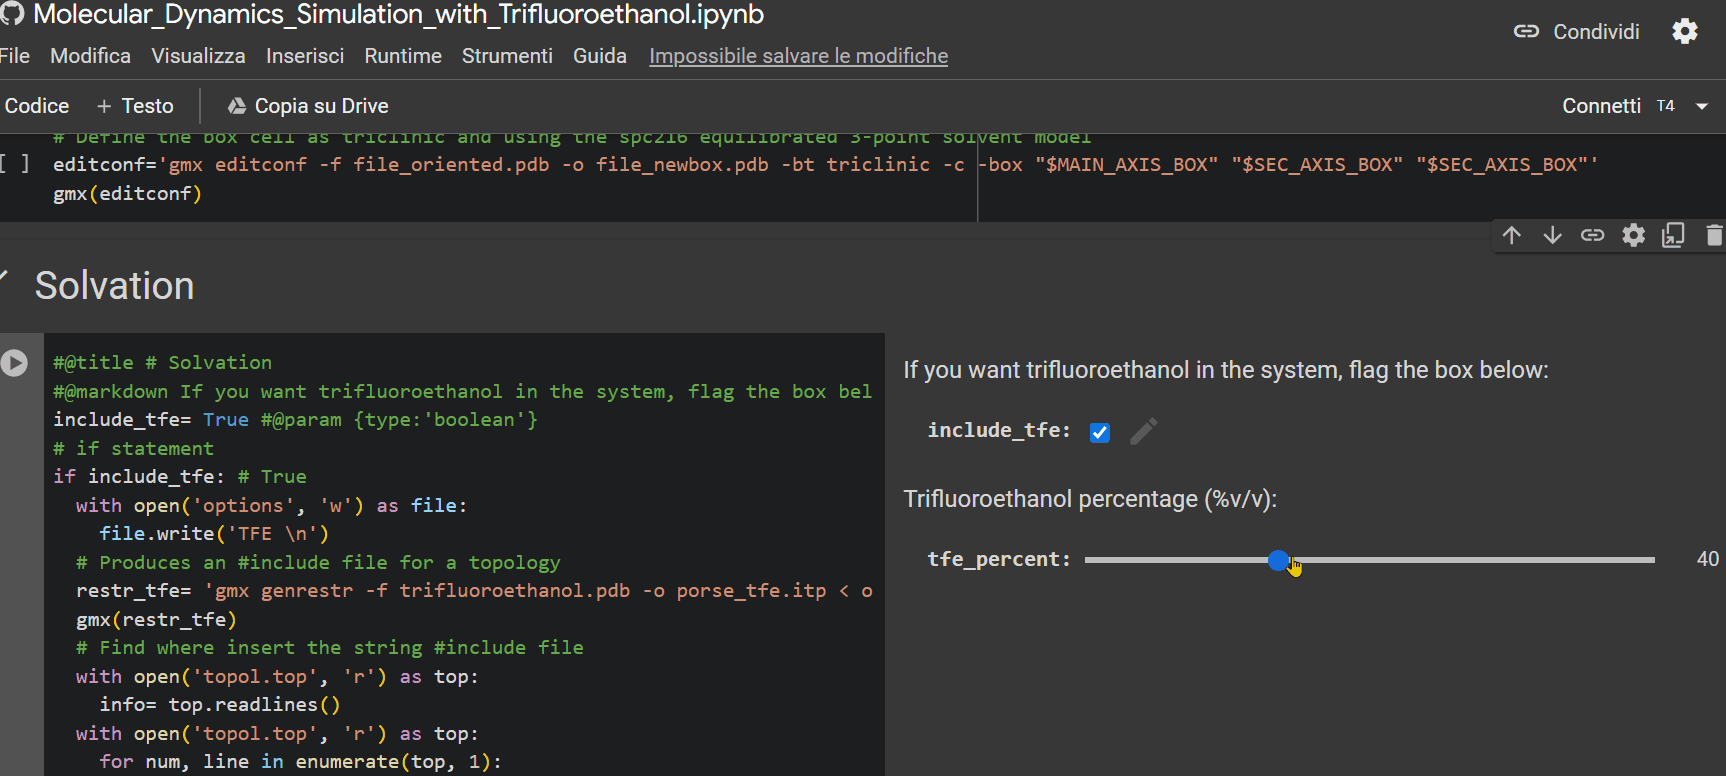 Molecular_Dynamics_Simulation_with_Trifluoroethanol.ipynb
File Modifica Visualizza Inserisci Runtime Strumenti Guida Impossibile salvare le modifiche
Condividi
Codice + Testo Copia su Drive
Connetti T4
# Define the box cell as triclinic and using the spc216 equilibrated 3-point solvent model
[ ] editconf='gmx editconf -f file_oriented.pdb -o file_newbox.pdb -bt triclinic -c -box "$MAIN_AXIS_BOX" "$SEC_AXIS_BOX" "$SEC_AXIS_BOX"'
gmx(editconf)
Solvation
#@title # Solvation
#@markdown If you want trifluoroethanol in the system, flag the box bel
include_tfe= True #@param {type:'boolean'}
# if statement
if include_tfe: # True
with open('options', 'w') as file:
file.write('TFE \n')
# Produces an #include file for a topology
restr_tfe= 'gmx genrestr -f trifluoroethanol.pdb -o porse_tfe.itp < o
gmx(restr_tfe)
# Find where insert the string #include file
with open('topol.top', 'r') as top:
info= top.readlines()
with open('topol.top', 'r') as top:
for num, line in enumerate(top, 1):
If you want trifluoroethanol in the system, flag the box below:
include_tfe:
Trifluoroethanol percentage (%v/v):
tfe_percent: 40